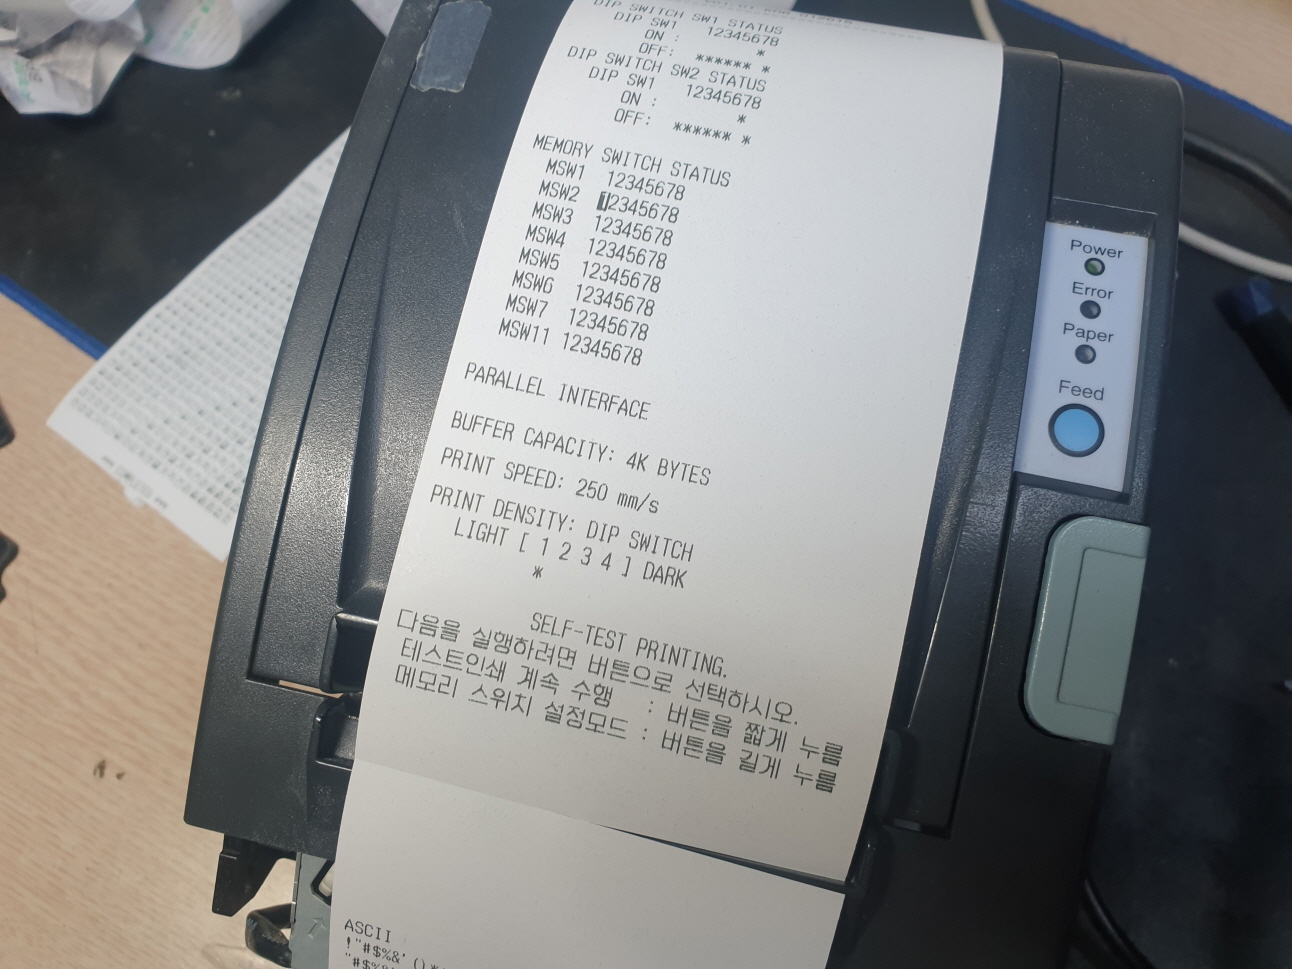 DIP SWITCH SW1 STATUS
DIP SW1 12345678
ON : *
OFF: ****** *
DIP SWITCH SW2 STATUS
DIP SW1 12345678
ON : *
OFF: ****** *
MEMORY SWITCH STATUS
MSW1 12345678
MSW2 12345678
MSW3 12345678
MSW4 12345678
MSW5 12345678
MSW6 12345678
MSW7 12345678
MSW11 12345678
PARALLEL INTERFACE
BUFFER CAPACITY: 4K BYTES
PRINT SPEED: 250 mm/s
PRINT DENSITY: DIP SWITCH
LIGHT [ 1 2 3 4 ] DARK
*
SELF-TEST PRINTING.
다음을 실행하려면 버튼으로 선택하시오.
테스트인쇄 계속 수행 : 버튼을 짧게 누름
메모리 스위치 설정모드 : 버튼을 길게 누름
ASCII
!"#$%&'()*
"#$%&
Power
Error
Paper
Feed